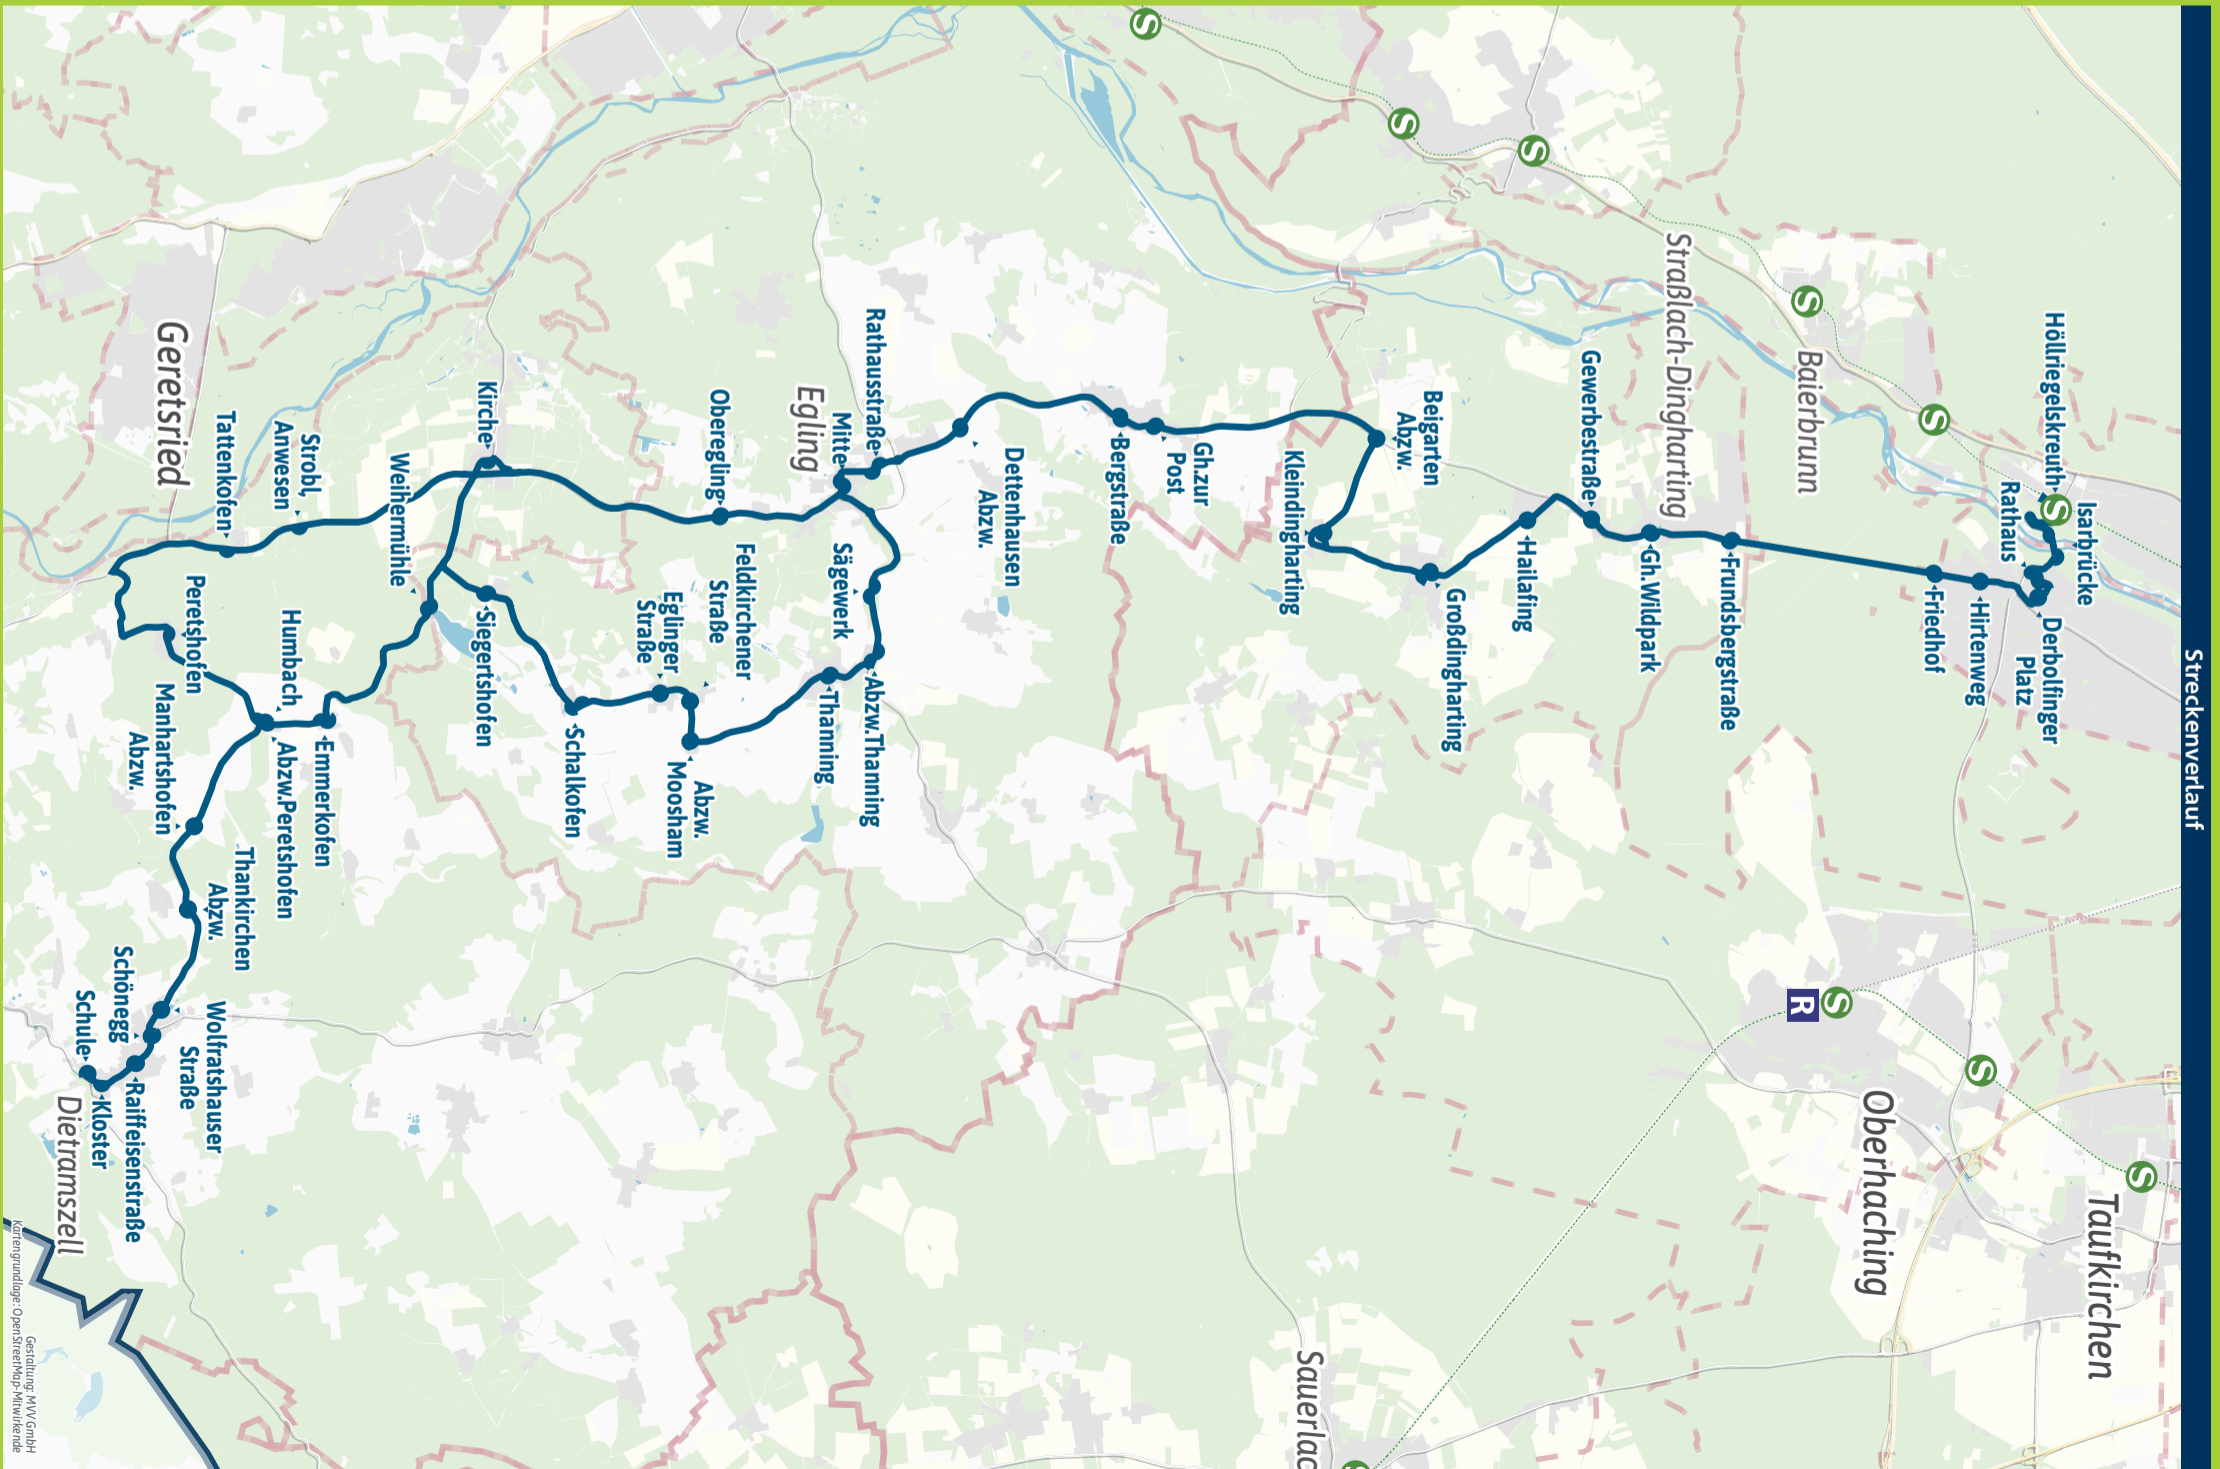 Streckenverlauf
Höllriegelskreuth
S
Isarbrücke
Rathaus
Derbolfinger
Platz
Hirtenweg
Friedhof
S
Baierbrunn
S
Frundsbergstraße
Straßlach-Dingharting
Gh.Wildpark
Gewerbestraße
Hailafing
S
S
S
Großdingharting
Beigarten
Abzw.
Kleindingharting
Gh.zur
Post
Bergstraße
Dettenhausen
Abzw.
Rathausstraße
Mitte
Egling
Sägewerk
Abzw.Thanning
Thanning
Oberegling
Feldkirchener
Straße
Eglinger
Straße
Abzw.
Moosham
Schalkofen
Siegertshofen
Kirche
Weihermühle
Emmerkofen
Humbach
Abzw.Peretshofen
Strobl,
Anwesen
Tattenkofen
Geretsried
Peretshofen
Manhartshofen
Abzw.
Thankirchen
Abzw.
Wolfratshauser
Straße
Schönegg
Raiffeisenstraße
Schule
Kloster
Dietramszell
Taufkirchen
S
S
Oberhaching
S
R
Sauerlac
S
Gestaltung: MVV GmbH
Kartengrundlage: OpenStreetMap-Mitwirkende